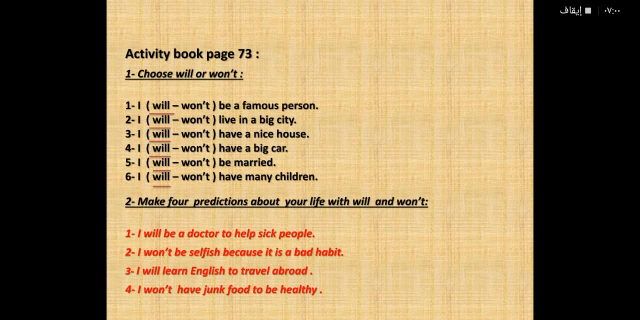 ٠٧:٠٠ | إيقاف
Activity book page 73 :
1- Choose will or won't :
1- I ( will – won't ) be a famous person.
2- I ( will – won't ) live in a big city.
3- I ( will – won't ) have a nice house.
4- I ( will – won't ) have a big car.
5- I ( will – won't ) be married.
6- I ( will – won't ) have many children.
2- Make four predictions about your life with will and won't:
1- I will be a doctor to help sick people.
2- I won't be selfish because it is a bad habit.
3- I will learn English to travel abroad .
4- I won't have junk food to be healthy .